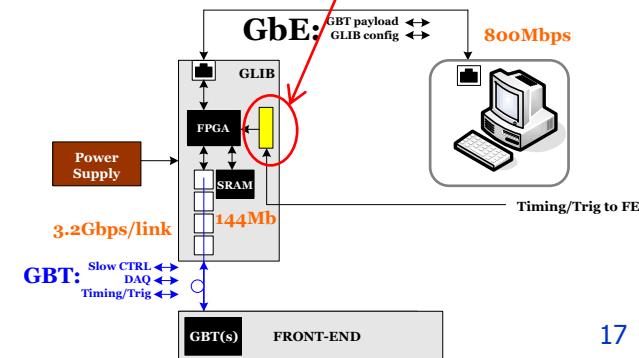 GbE: GBT payload
GLIB config
800Mbps
GLIB
FPGA
Power
Supply
SRAM
144Mb
3.2Gbps/link
Timing/Trig to FE
GBT: Slow CTRL
DAQ
Timing/Trig
GBT(s) FRONT-END
17